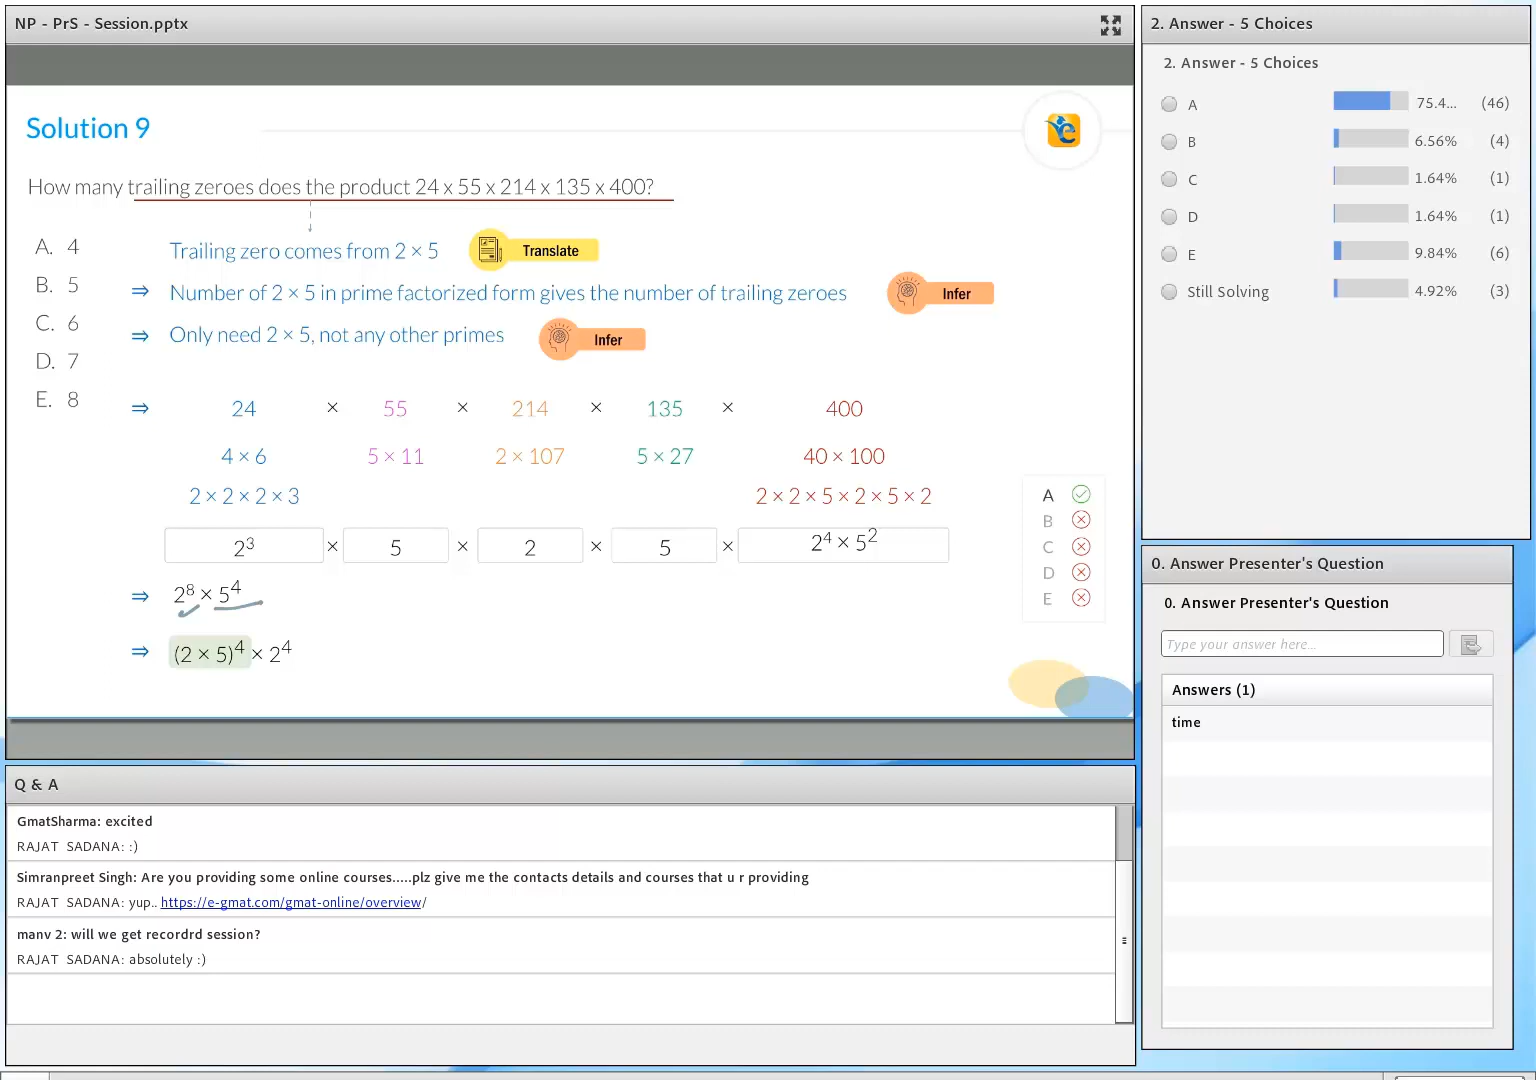 NP - PrS - Session.pptx
Solution 9
How many trailing zeroes does the product 24 x 55 x 214 x 135 x 400?
A. 4
B. 5
C. 6
D. 7
E. 8
Trailing zero comes from 2 × 5
Translate
⇒ Number of 2 × 5 in prime factorized form gives the number of trailing zeroes
Infer
⇒ Only need 2 × 5, not any other primes
Infer
⇒ 24 × 55 × 214 × 135 × 400
4 × 6 5 × 11 2 × 107 5 × 27 40 × 100
2 × 2 × 2 × 3 2 × 2 × 5 × 2 × 5 × 2
2³ × 5 × 2 × 5 × 2⁴ × 5²
⇒ 2⁸ × 5⁴
⇒ (2 × 5)⁴ × 2⁴
A
B
C
D
E
2. Answer - 5 Choices
2. Answer - 5 Choices
A 75.4... (46)
B 6.56% (4)
C 1.64% (1)
D 1.64% (1)
E 9.84% (6)
Still Solving 4.92% (3)
0. Answer Presenter's Question
0. Answer Presenter's Question
Type your answer here...
Answers (1)
time
Q & A
GmatSharma: excited
RAJAT SADANA: :)
Simranpreet Singh: Are you providing some online courses.....plz give me the contacts details and courses that u r providing
RAJAT SADANA: yup.. https://e-gmat.com/gmat-online/overview/
manv 2: will we get recordrd session?
RAJAT SADANA: absolutely :)